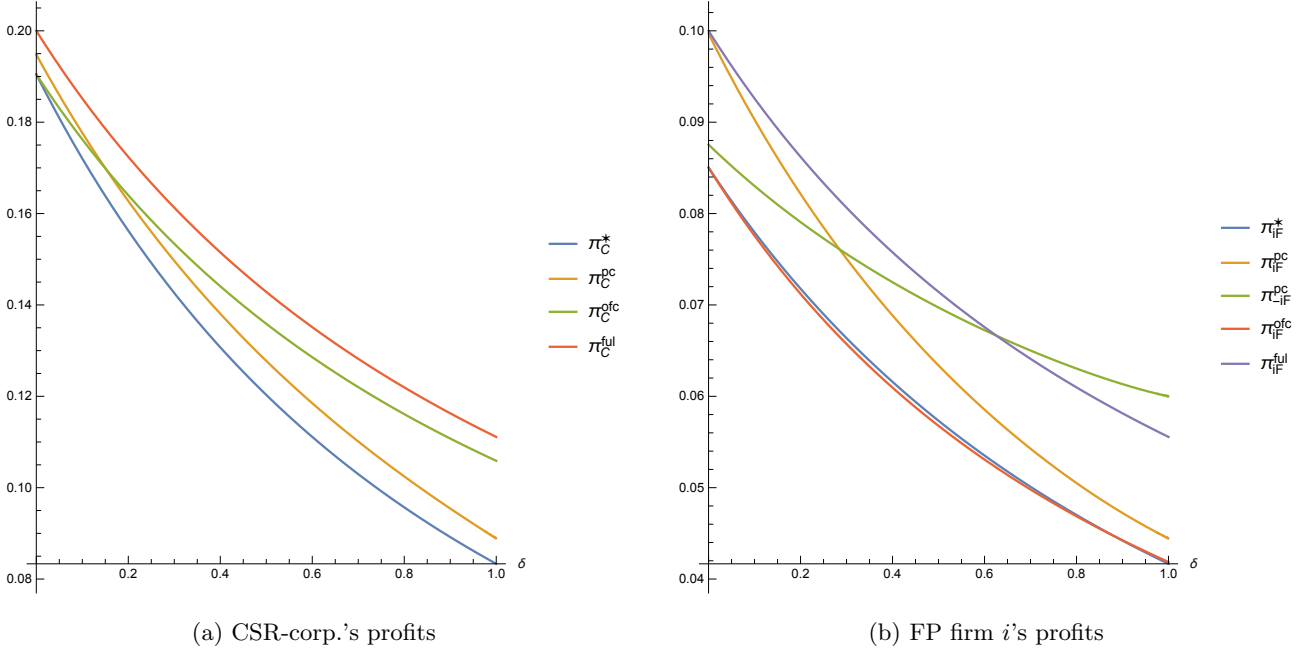 0.20
0.18
0.16
0.14
0.12
0.10
0.08
0.2 0.4 0.6 0.8 1.0 δ
π*C
πpcC
πofcC
πfulC
(a) CSR-corp.'s profits
0.10
0.09
0.08
0.07
0.06
0.05
0.04
0.2 0.4 0.6 0.8 1.0 δ
π*iF
πpciF
πpc-iF
πofciF
πfuliF
(b) FP firm i's profits